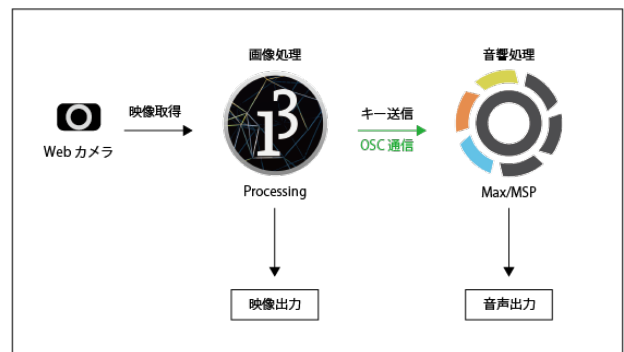 画像処理
音響処理
映像取得
キー送信
OSC 通信
Web カメラ
Processing
Max/MSP
映像出力
音声出力